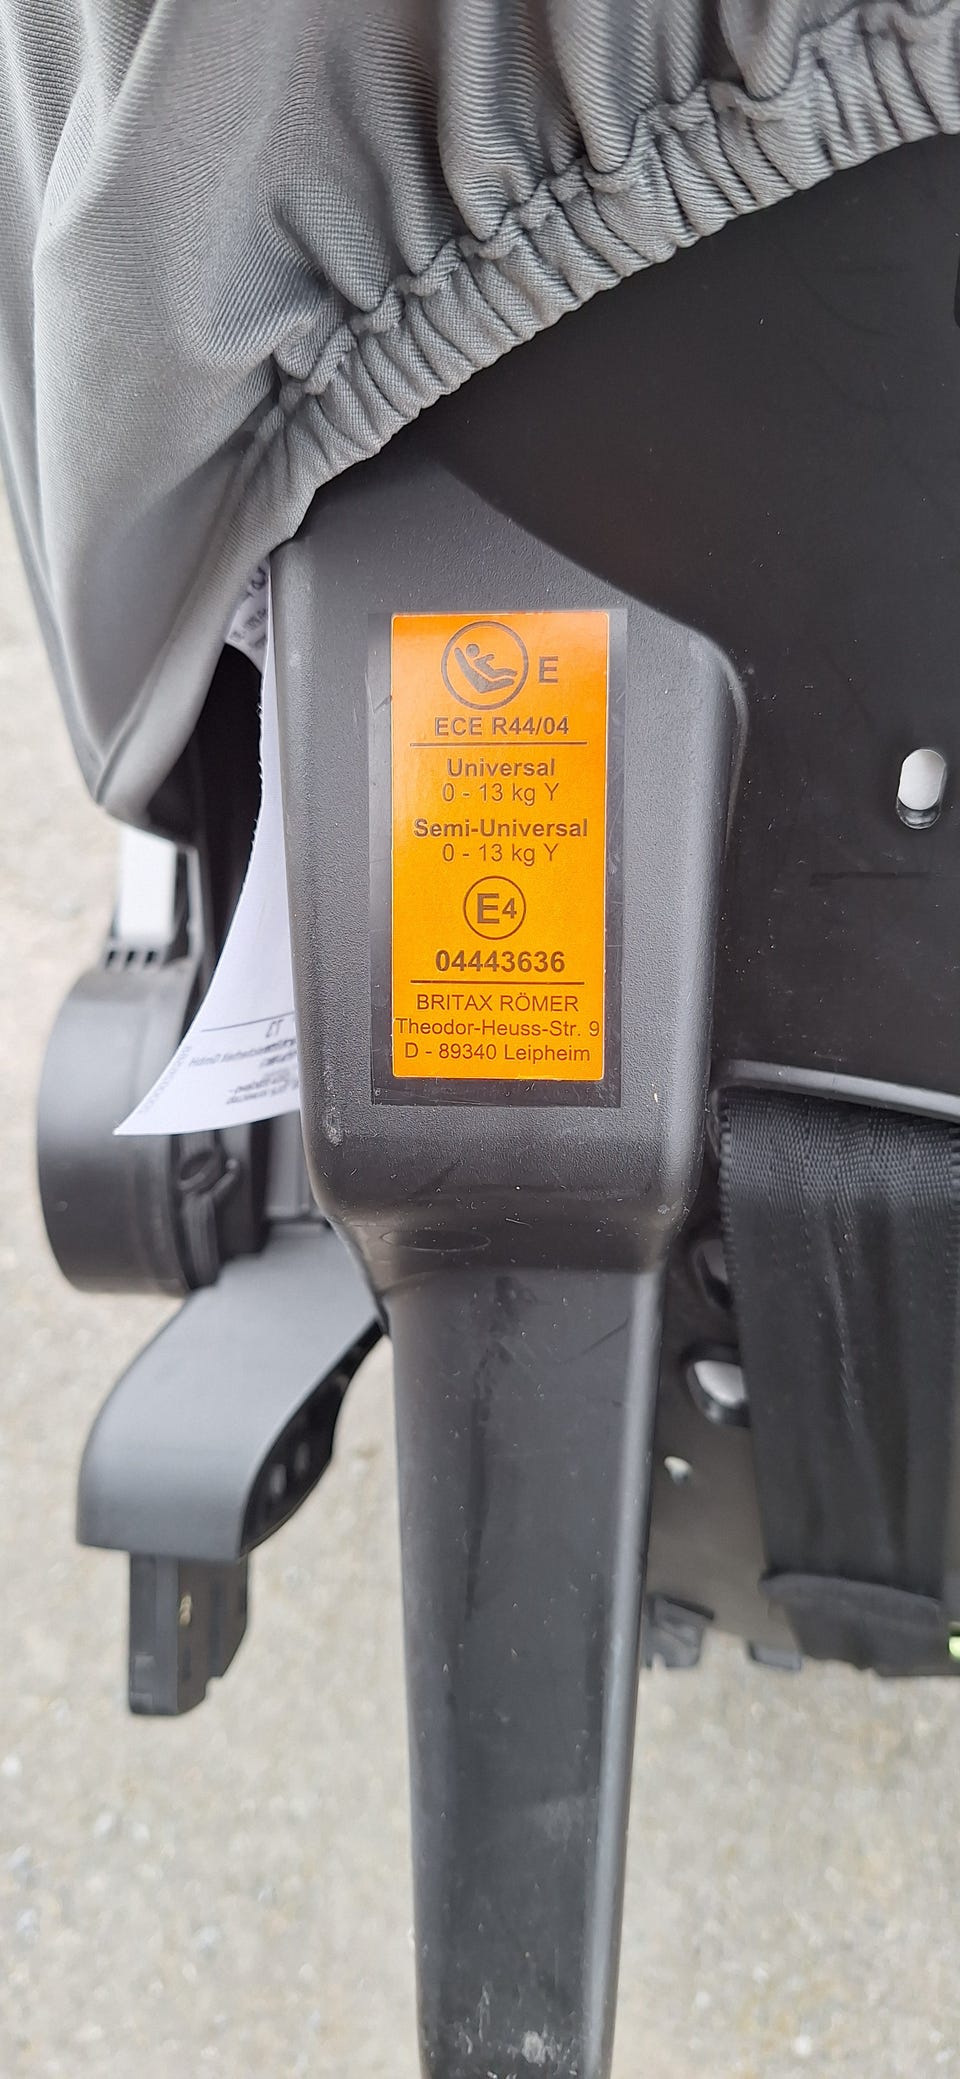 E
ECE R44/04
Universal
0 - 13 kg Y
Semi-Universal
0 - 13 kg Y
E4
04443636
BRITAX RÖMER
Theodor-Heuss-Str. 9
D - 89340 Leipheim